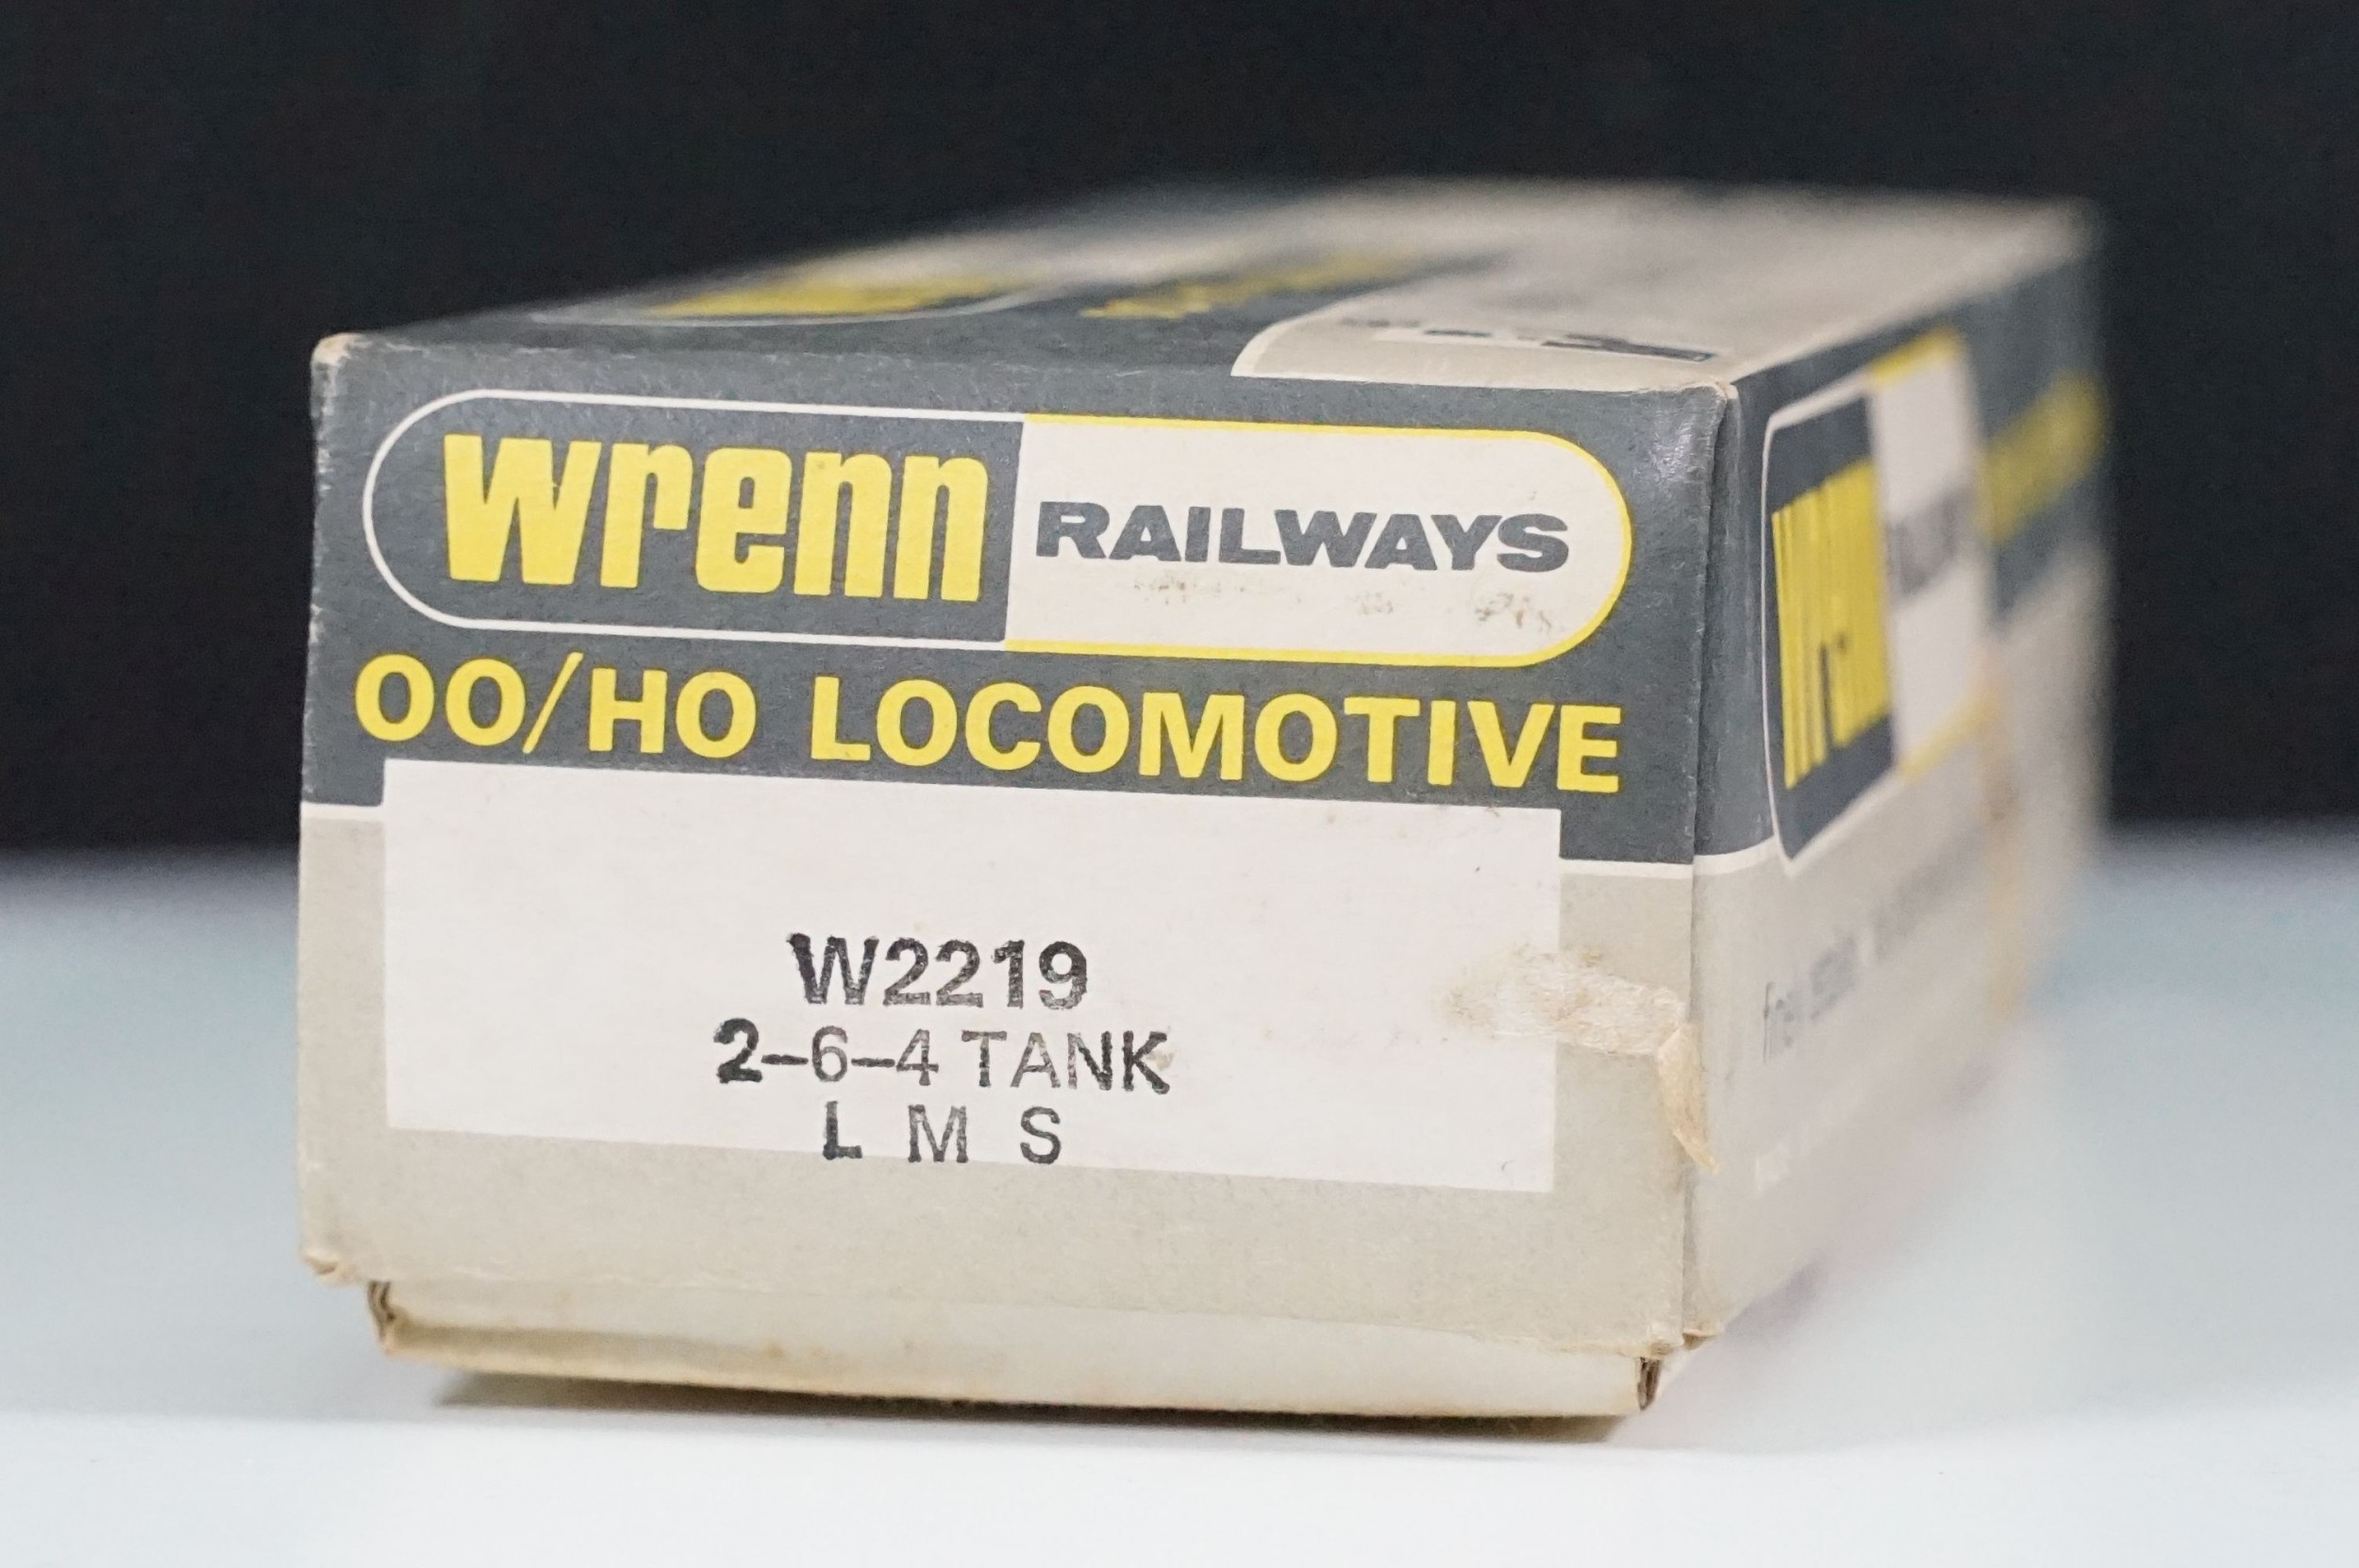 wrenn RAILWAYS
OO/HO LOCOMOTIVE
W2219
2-6-4 TANK
L M S